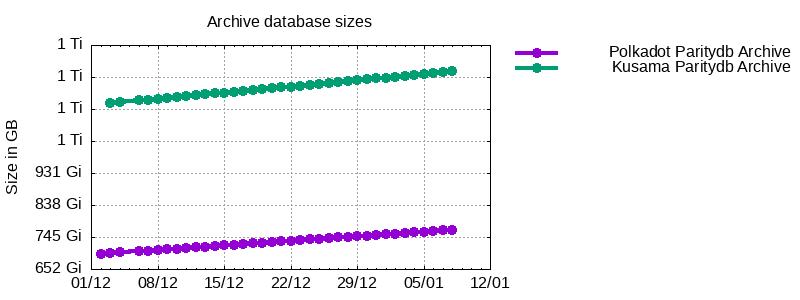 Archive database sizes
1 Ti
1 Ti
1 Ti
1 Ti
931 Gi
838 Gi
745 Gi
652 Gi
Size in GB
01/12 08/12 15/12 22/12 29/12 05/01 12/01
Polkadot Paritydb Archive
Kusama Paritydb Archive